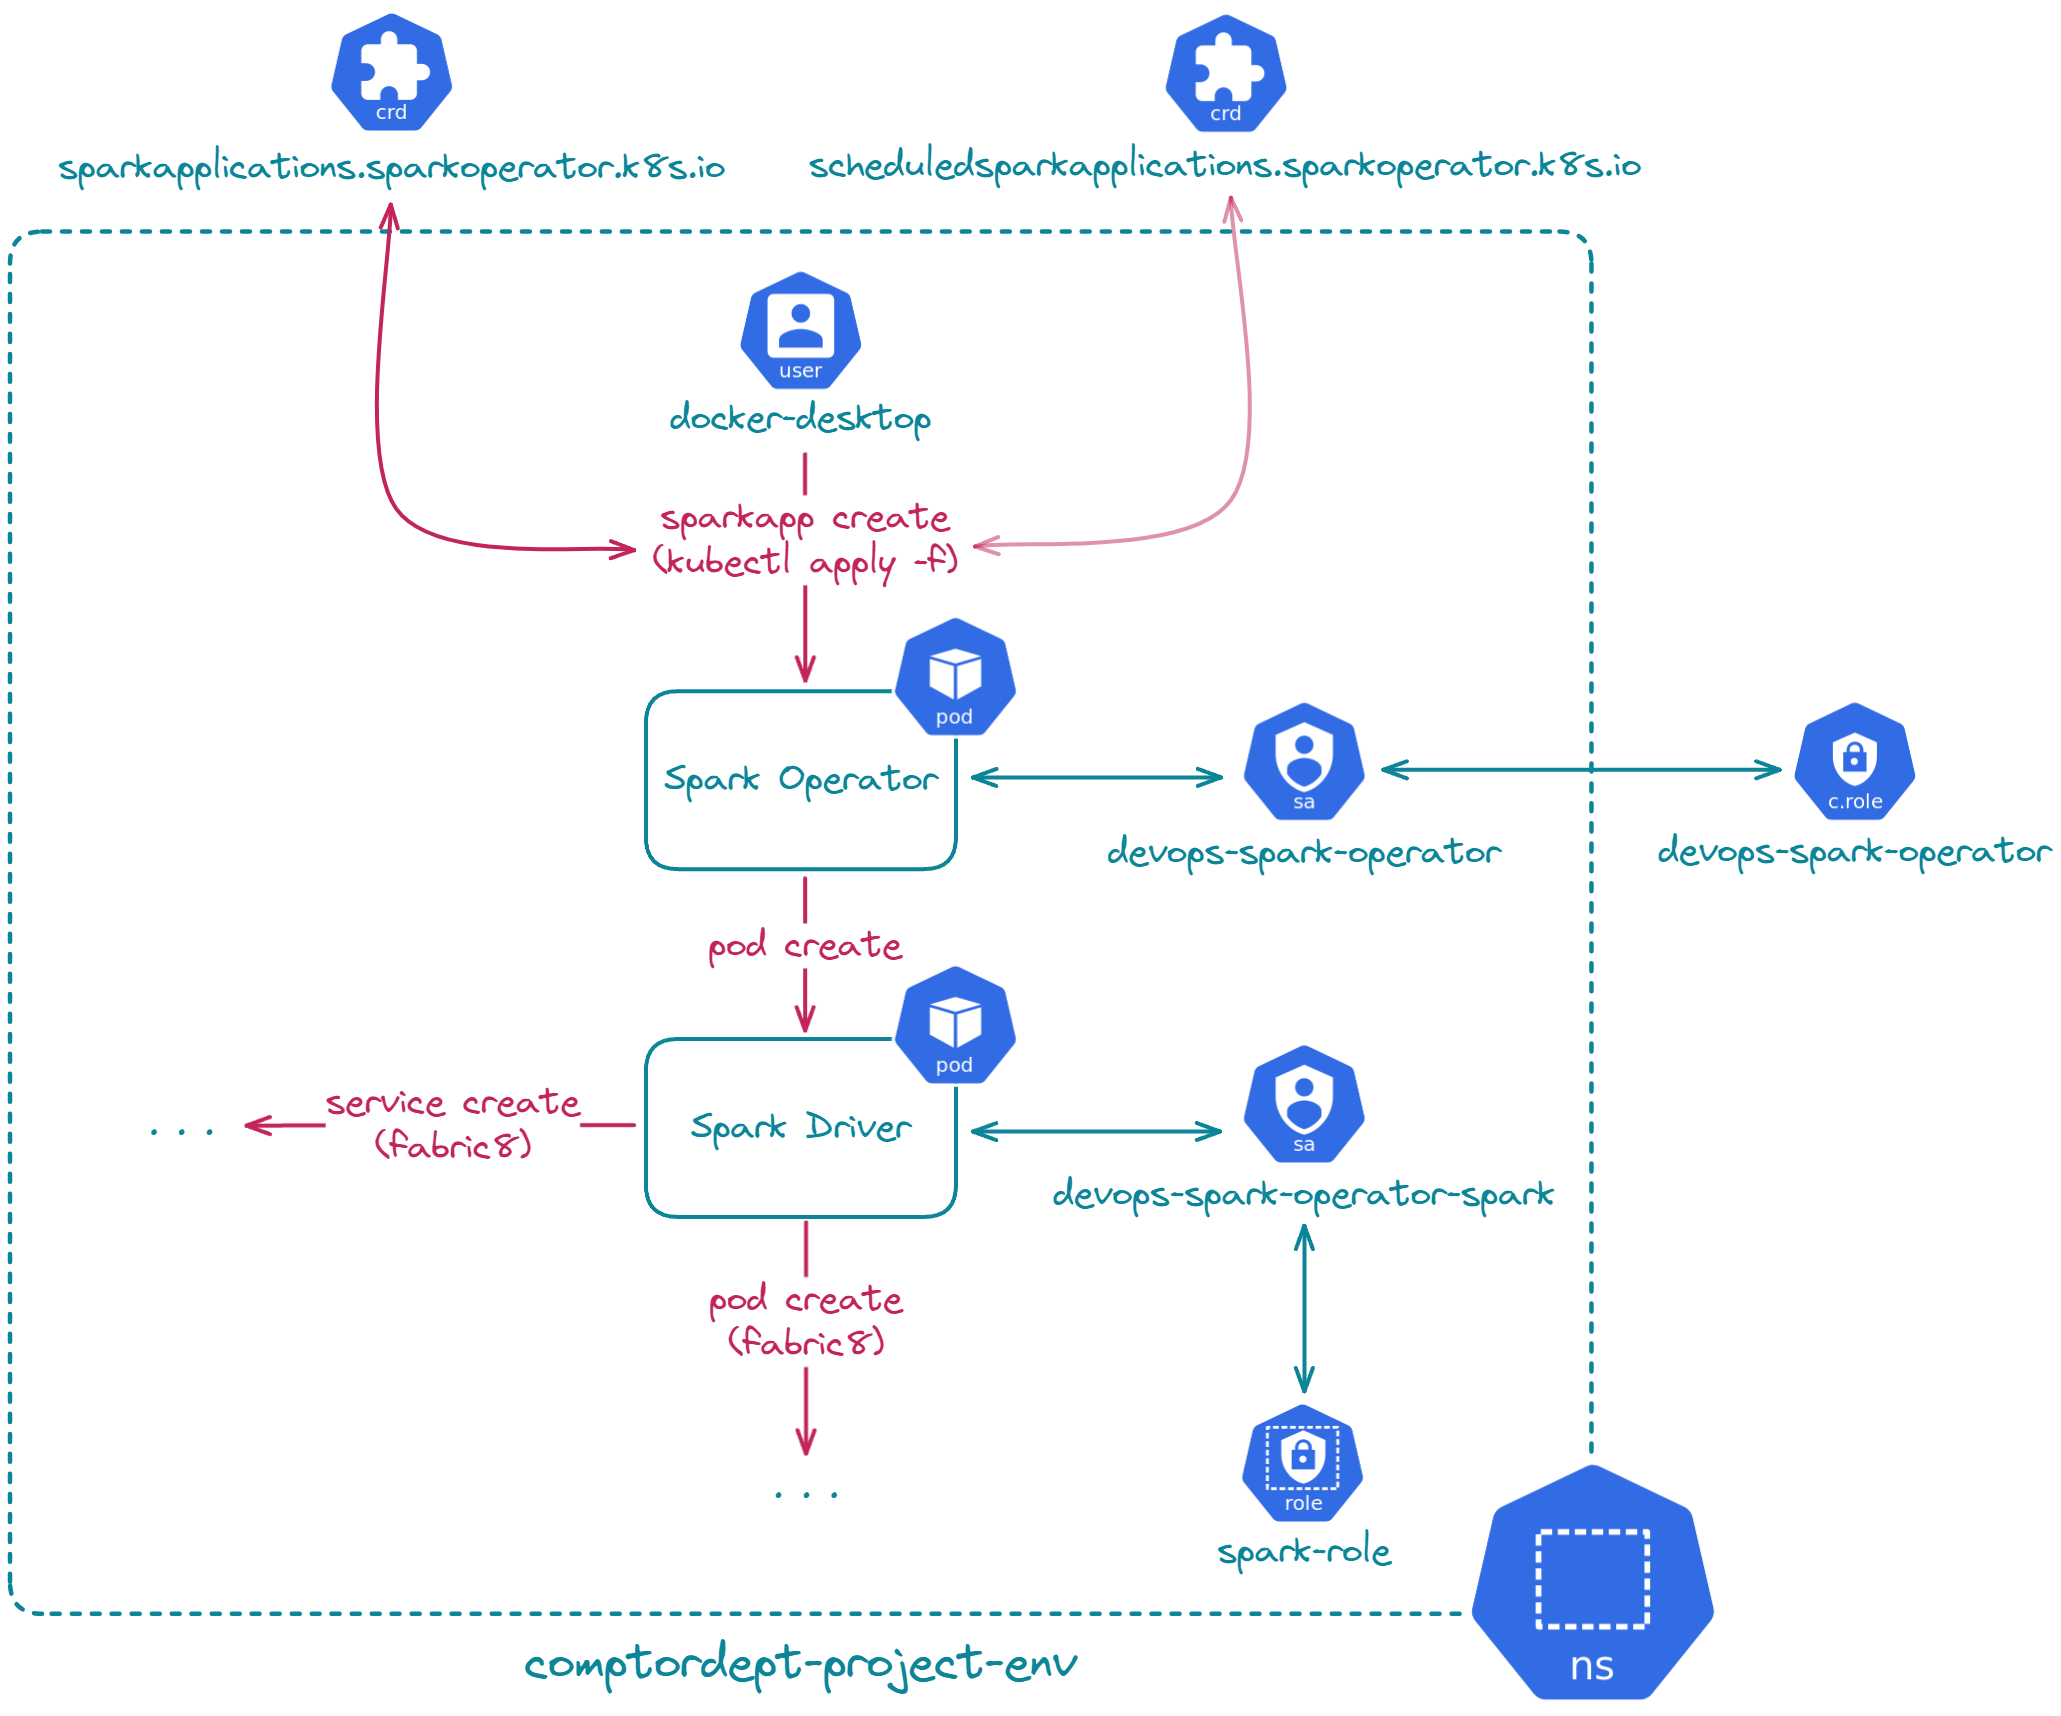 crd
sparkapplications.sparkoperator.k8s.io
crd
scheduledsparkapplications.sparkoperator.k8s.io
user
docker-desktop
sparkapp create
(kubectl apply -f)
pod
Spark Operator
sa
devops-spark-operator
c.role
devops-spark-operator
pod create
pod
Spark Driver
service create
(fabric8)
. . .
sa
devops-spark-operator-spark
pod create
(fabric8)
. . .
role
spark-role
ns
comptordept-project-env